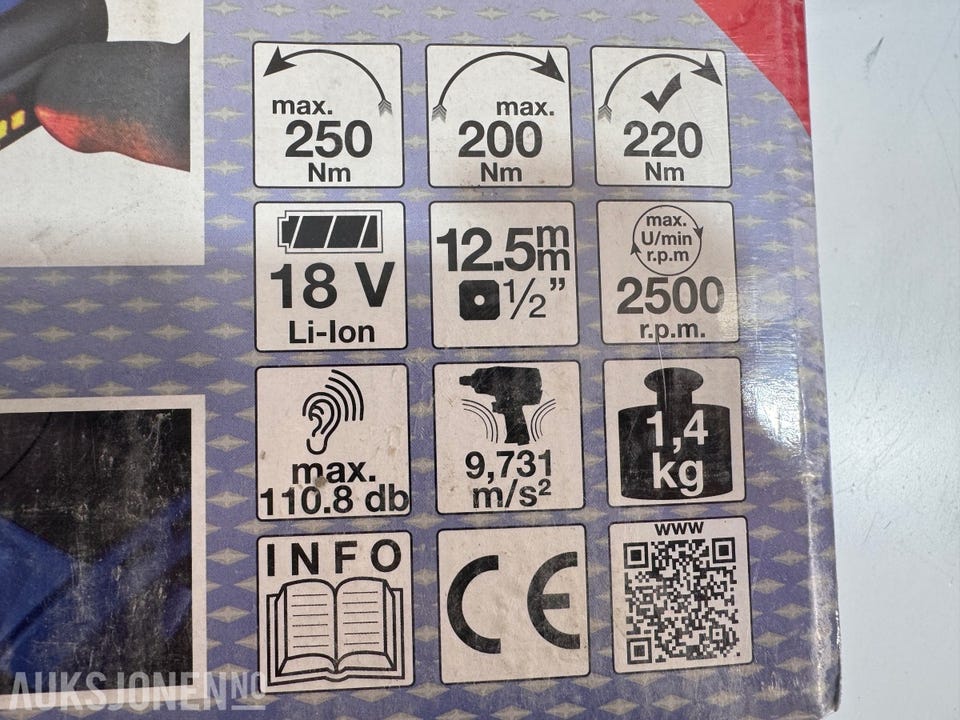 max.
250
Nm
max.
200
Nm
220
Nm
18 V
Li-Ion
12.5mm
1/2”
max.
U/min
r.p.m
2500
r.p.m.
max.
110.8 db
9,731
m/s²
1,4
kg
INFO
CE
www
AUKSJONEN.NO